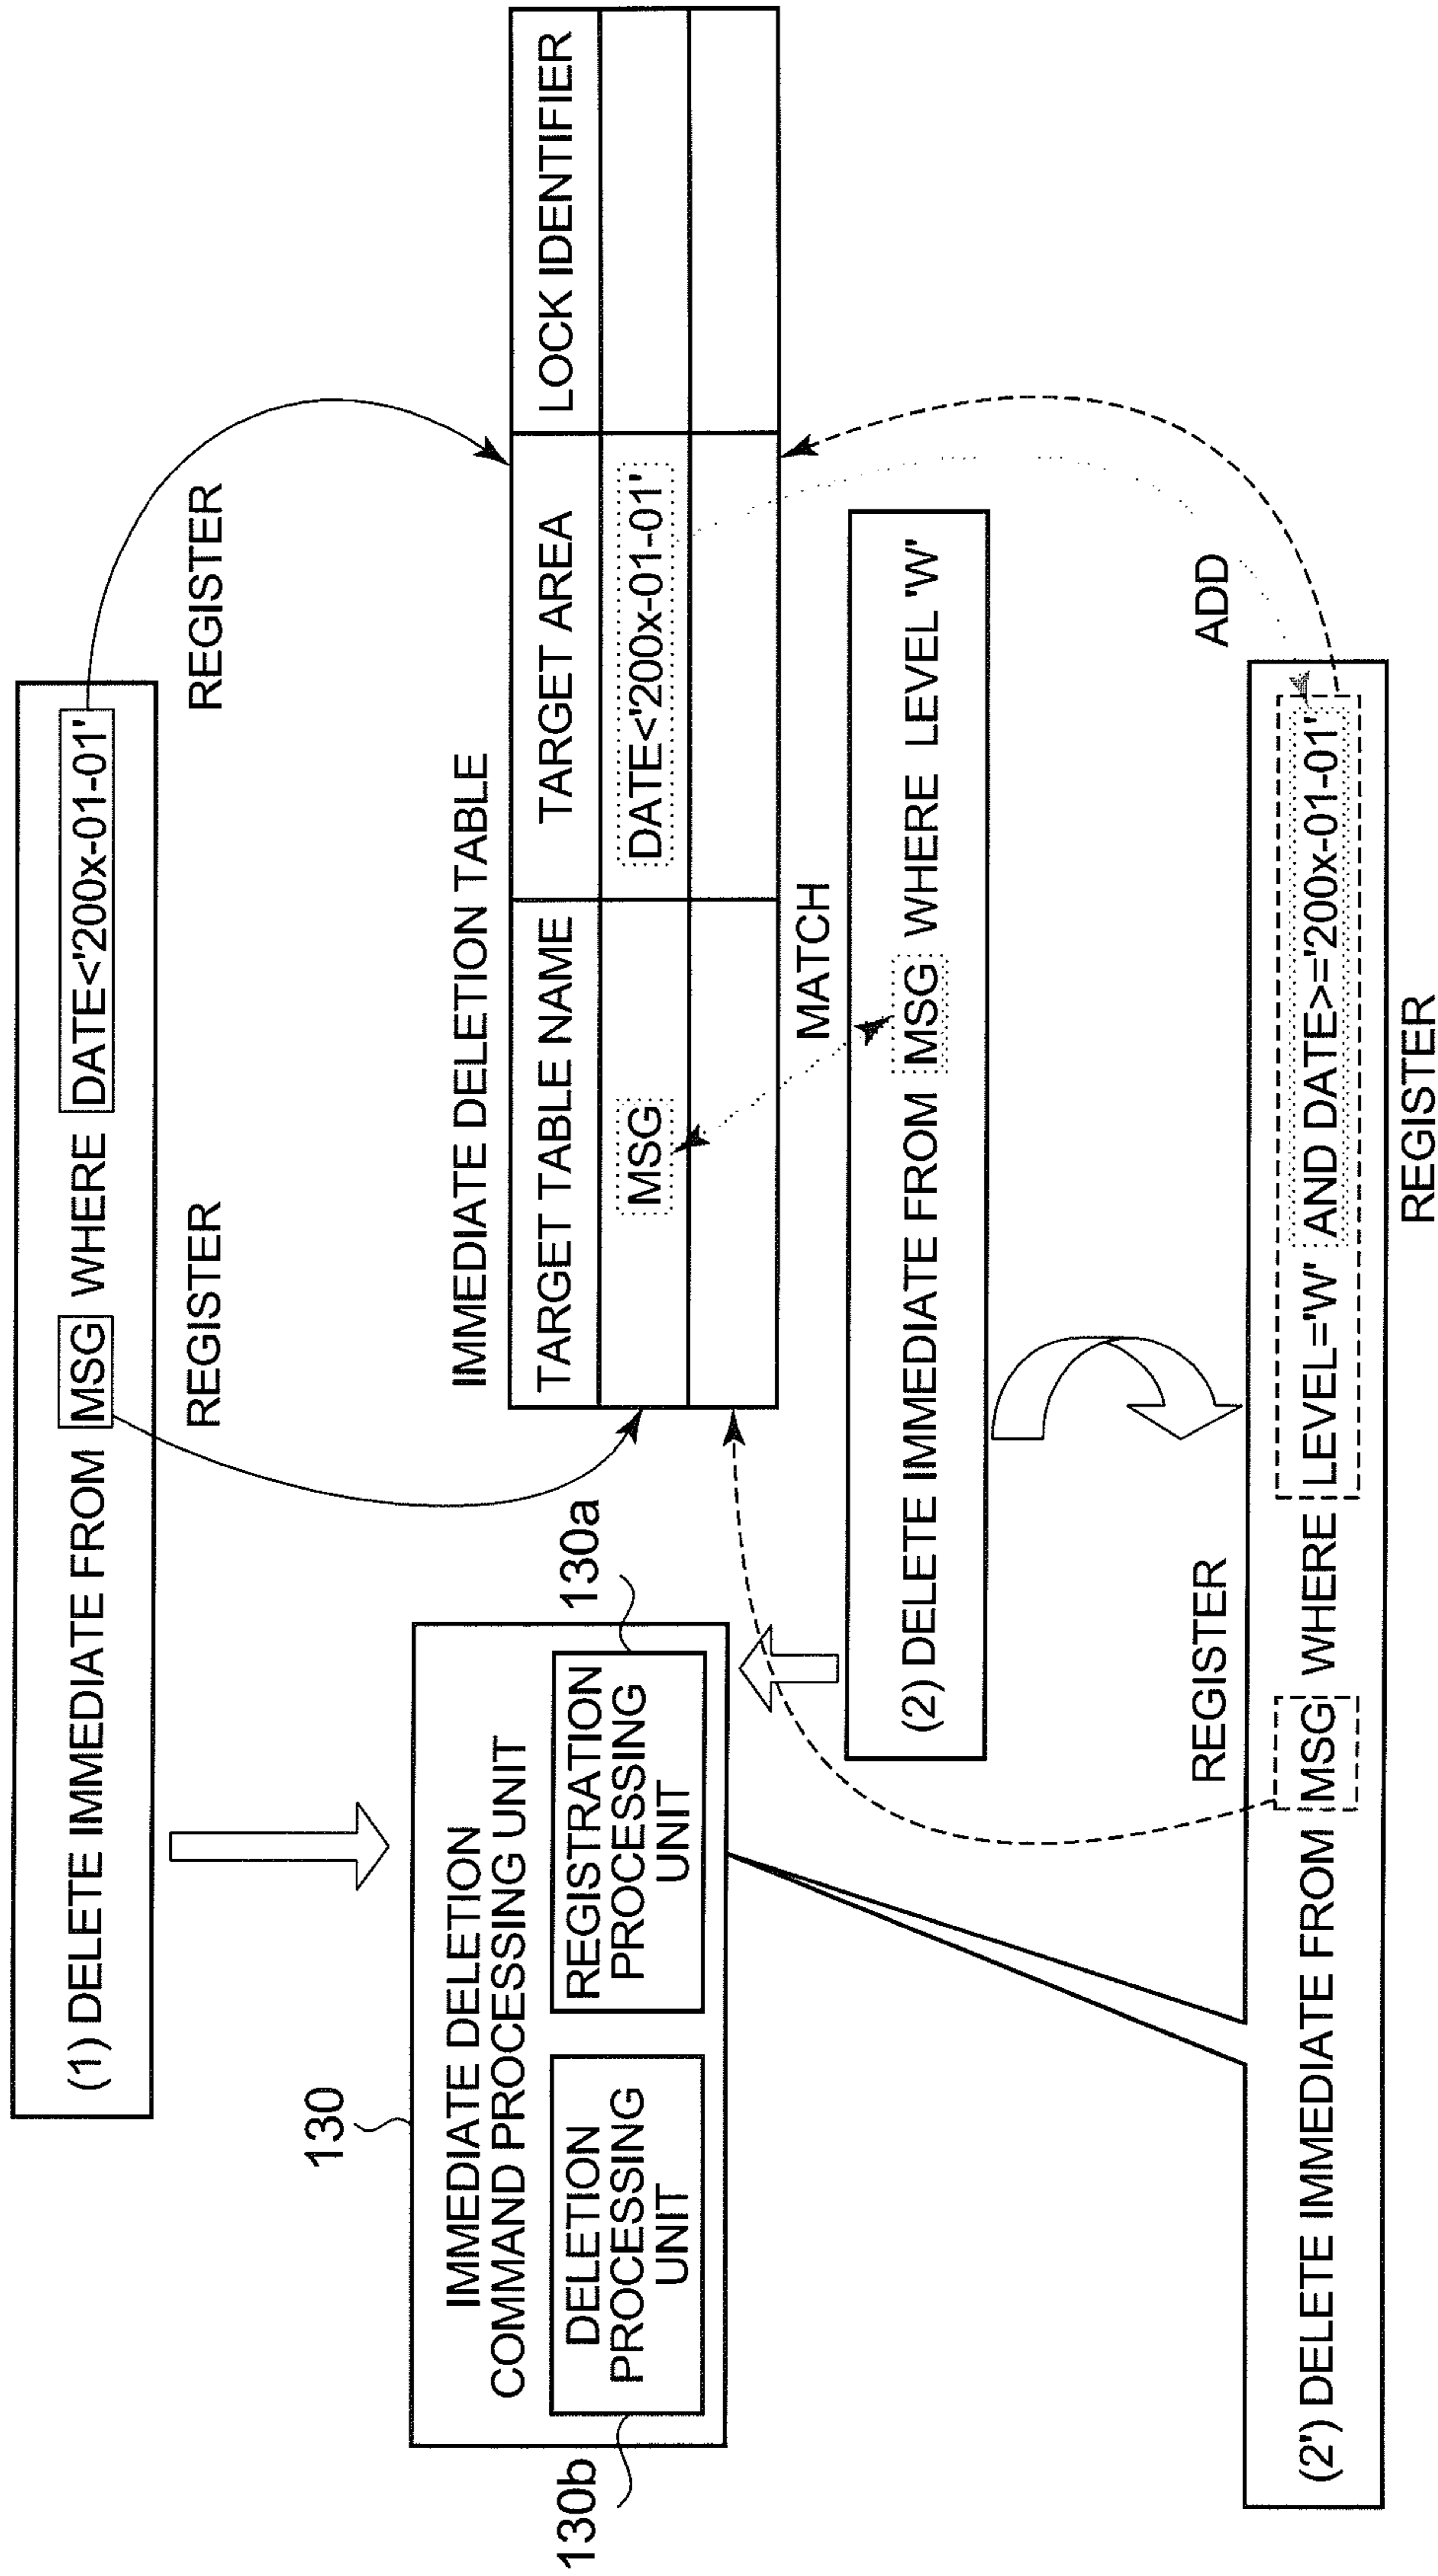 (1) DELETE IMMEDIATE FROM MSG WHERE DATE<'200x-01-01'
REGISTER
REGISTER
130
IMMEDIATE DELETION
COMMAND PROCESSING UNIT
DELETION
PROCESSING
UNIT
130b
REGISTRATION
PROCESSING
UNIT
130a
IMMEDIATE DELETION TABLE
TARGET TABLE NAME
TARGET AREA
LOCK IDENTIFIER
MSG
DATE<'200x-01-01'
MATCH
(2) DELETE IMMEDIATE FROM MSG WHERE LEVEL 'W'
REGISTER
ADD
(2') DELETE IMMEDIATE FROM MSG WHERE LEVEL='W' AND DATE>='200x-01-01'
REGISTER